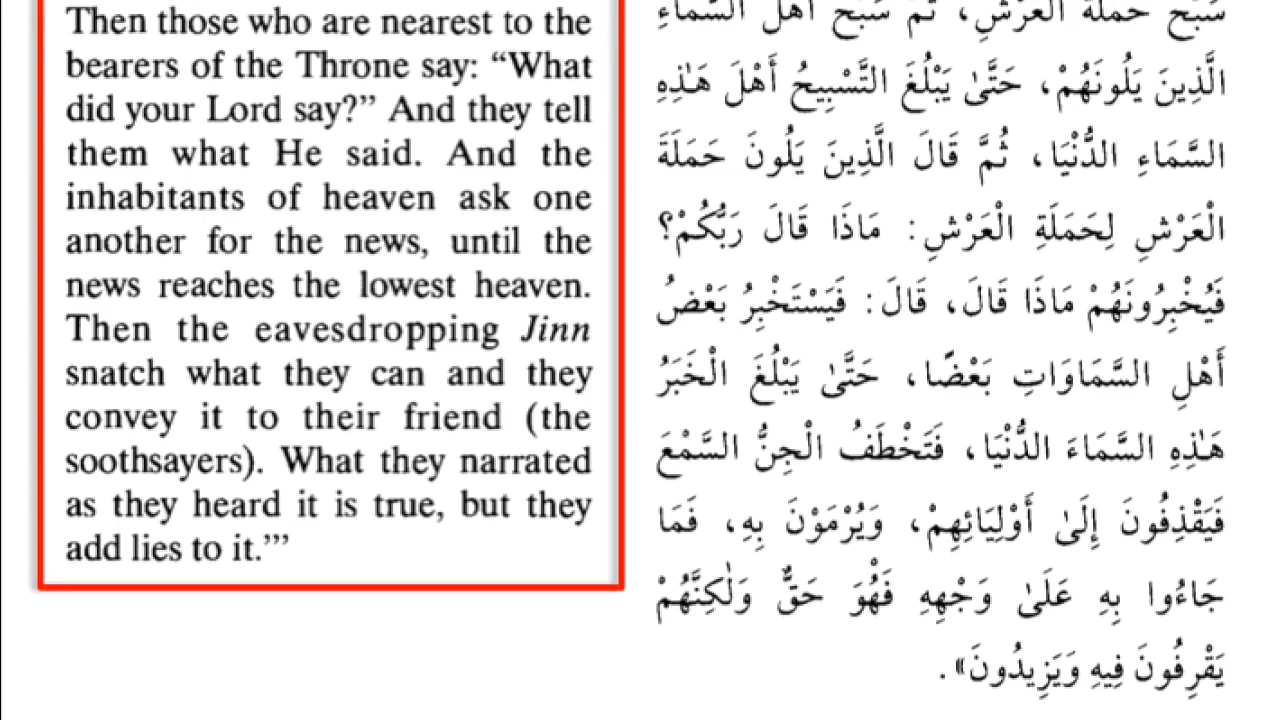 Then those who are nearest to the
bearers of the Throne say: “What
did your Lord say?” And they tell
them what He said. And the
inhabitants of heaven ask one
another for the news, until the
news reaches the lowest heaven.
Then the eavesdropping Jinn
snatch what they can and they
convey it to their friend (the
soothsayers). What they narrated
as they heard it is true, but they
add lies to it.”’
سَبَّحَ حَمَلَةُ الْعَرْشِ، ثُمَّ سَبَّحَ أَهْلُ السَّمَاءِ
الَّذِينَ يَلُونَهُمْ، حَتَّىٰ يَبْلُغَ التَّسْبِيحُ أَهْلَ هَـٰذِهِ
السَّمَاءِ الدُّنْيَا، ثُمَّ قَالَ الَّذِينَ يَلُونَ حَمَلَةَ
الْعَرْشِ لِحَمَلَةِ الْعَرْشِ: مَاذَا قَالَ رَبُّكُمْ؟
فَيُخْبِرُونَهُمْ مَاذَا قَالَ، قَالَ: فَيَسْتَخْبِرُ بَعْضُ
أَهْلِ السَّمَاوَاتِ بَعْضًا، حَتَّىٰ يَبْلُغَ الْخَبَرُ
هَـٰذِهِ السَّمَاءَ الدُّنْيَا، فَتَخْطَفُ الْجِنُّ السَّمْعَ
فَيَقْذِفُونَ إِلَىٰ أَوْلِيَائِهِمْ، وَيُرْمَوْنَ بِهِ، فَمَا
جَاءُوا بِهِ عَلَىٰ وَجْهِهِ فَهُوَ حَقٌّ وَلٰكِنَّهُمْ
يَقْرِفُونَ فِيهِ وَيَزِيدُونَ».